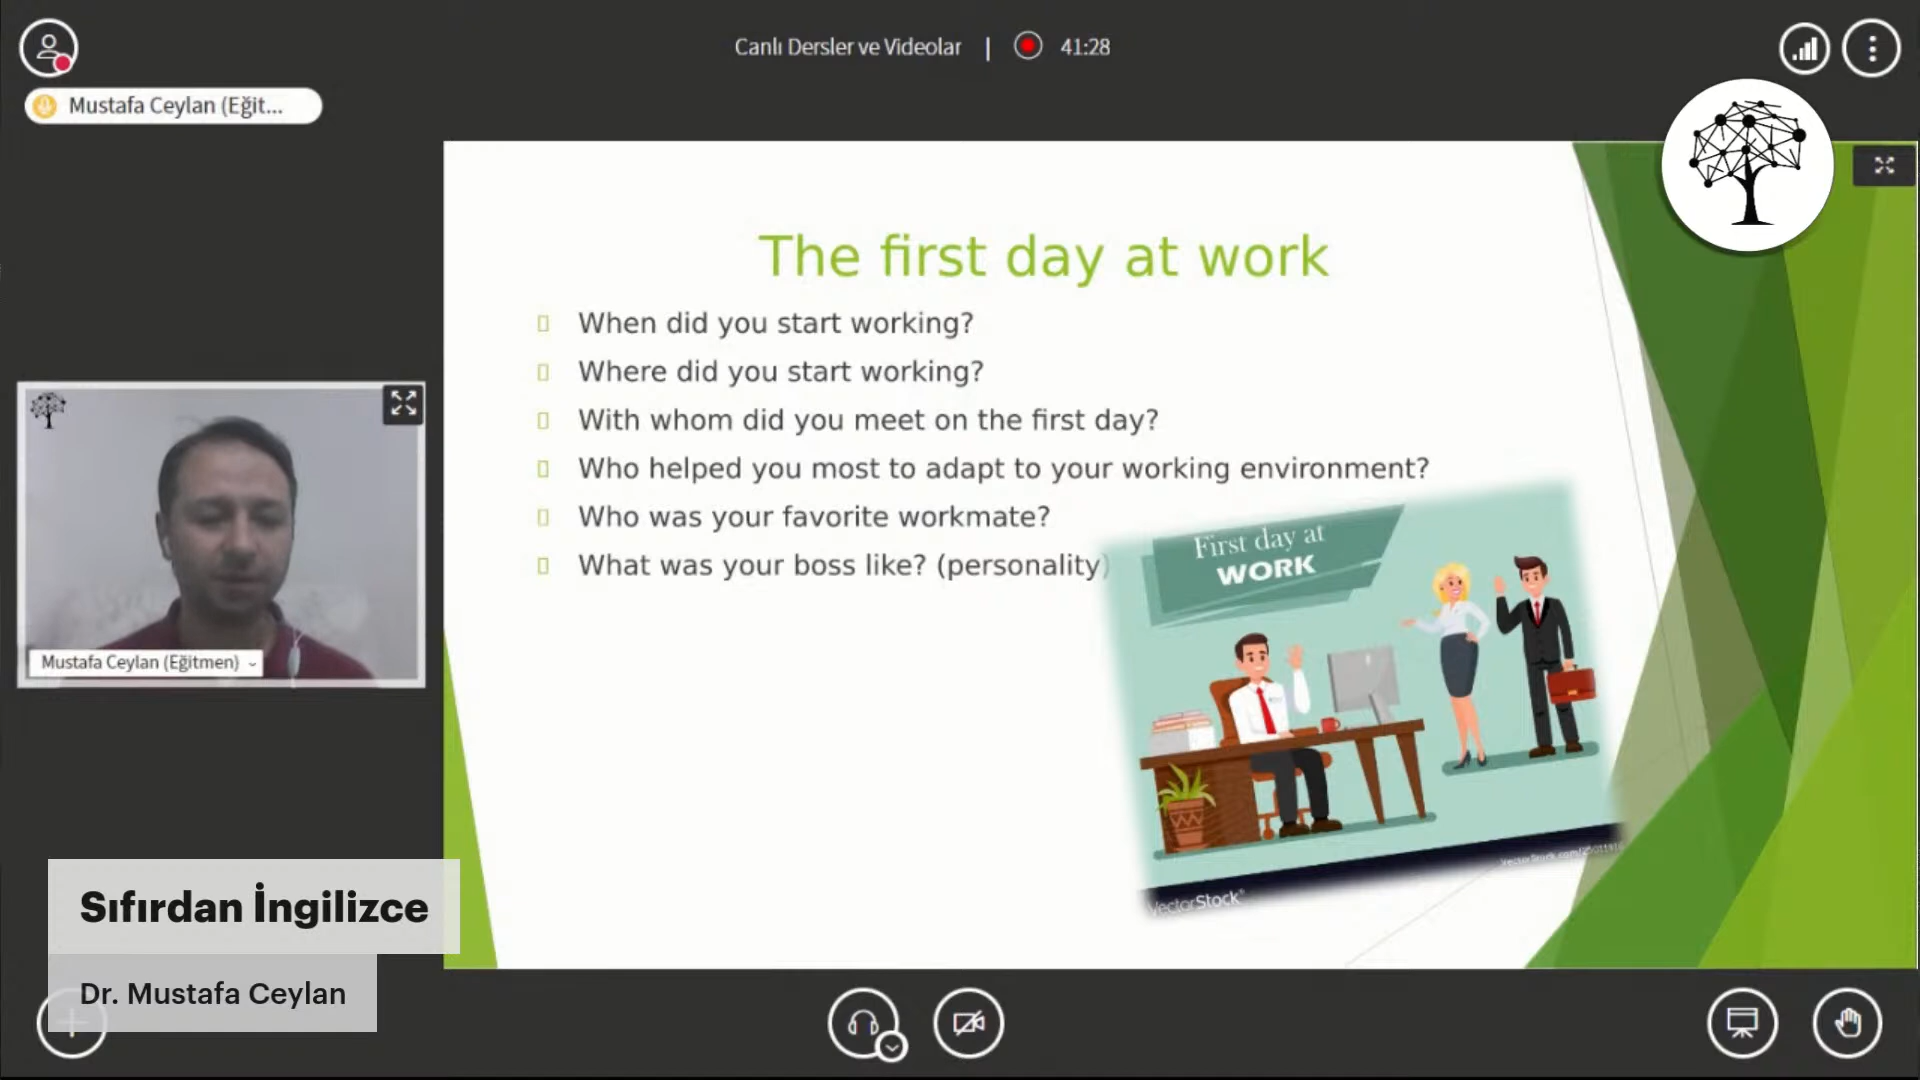 Canlı Dersler ve Videolar | 41:28
Mustafa Ceylan (Eğit...
The first day at work
When did you start working?
Where did you start working?
With whom did you meet on the first day?
Who helped you most to adapt to your working environment?
Who was your favorite workmate?
What was your boss like? (personality)
First day at
WORK
VectorStock®
Mustafa Ceylan (Eğitmen)
Sıfırdan İngilizce
Dr. Mustafa Ceylan